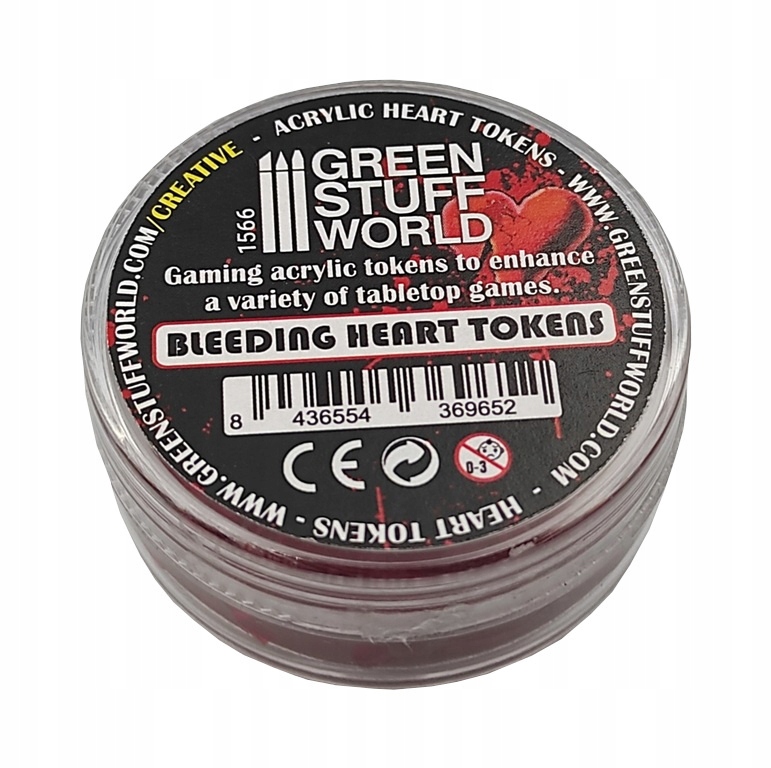 WWW.GREENSTUFFWORLD.COM/CREATIVE - ACRYLIC HEART TOKENS - WWW.GREENSTUFFWORLD.COM - HEART TOKENS -
1566
GREEN
STUFF
WORLD
Gaming acrylic tokens to enhance
a variety of tabletop games.
BLEEDING HEART TOKENS
8 436554 369652
CE
0-3